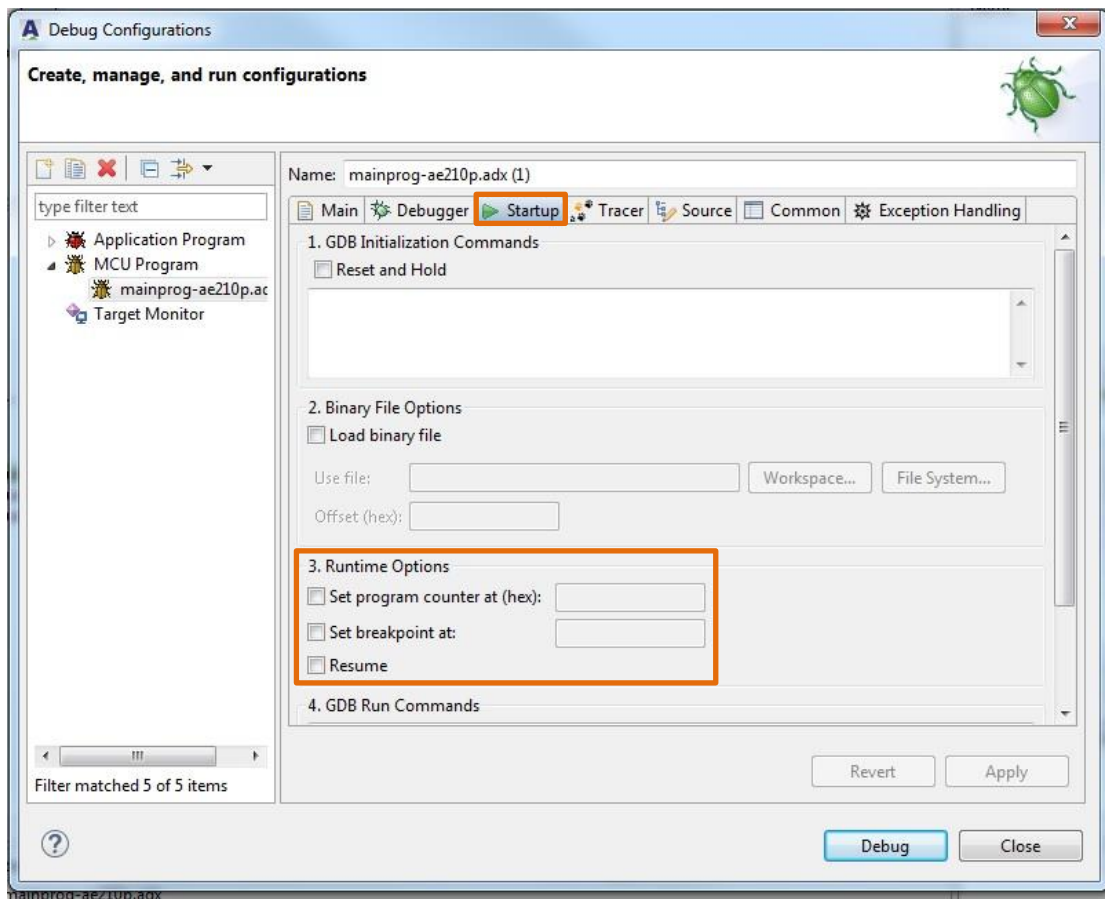 Debug Configurations
Create, manage, and run configurations
type filter text
Application Program
MCU Program
mainprog-ae210p.ac
Target Monitor
Filter matched 5 of 5 items
Name: mainprog-ae210p.adx (1)
Main Debugger Startup Tracer Source Common Exception Handling
1. GDB Initialization Commands
Reset and Hold
2. Binary File Options
Load binary file
Use file: Workspace... File System...
Offset (hex):
3. Runtime Options
Set program counter at (hex):
Set breakpoint at:
Resume
4. GDB Run Commands
Revert Apply
Debug Close
mainprog-ae210p.adx